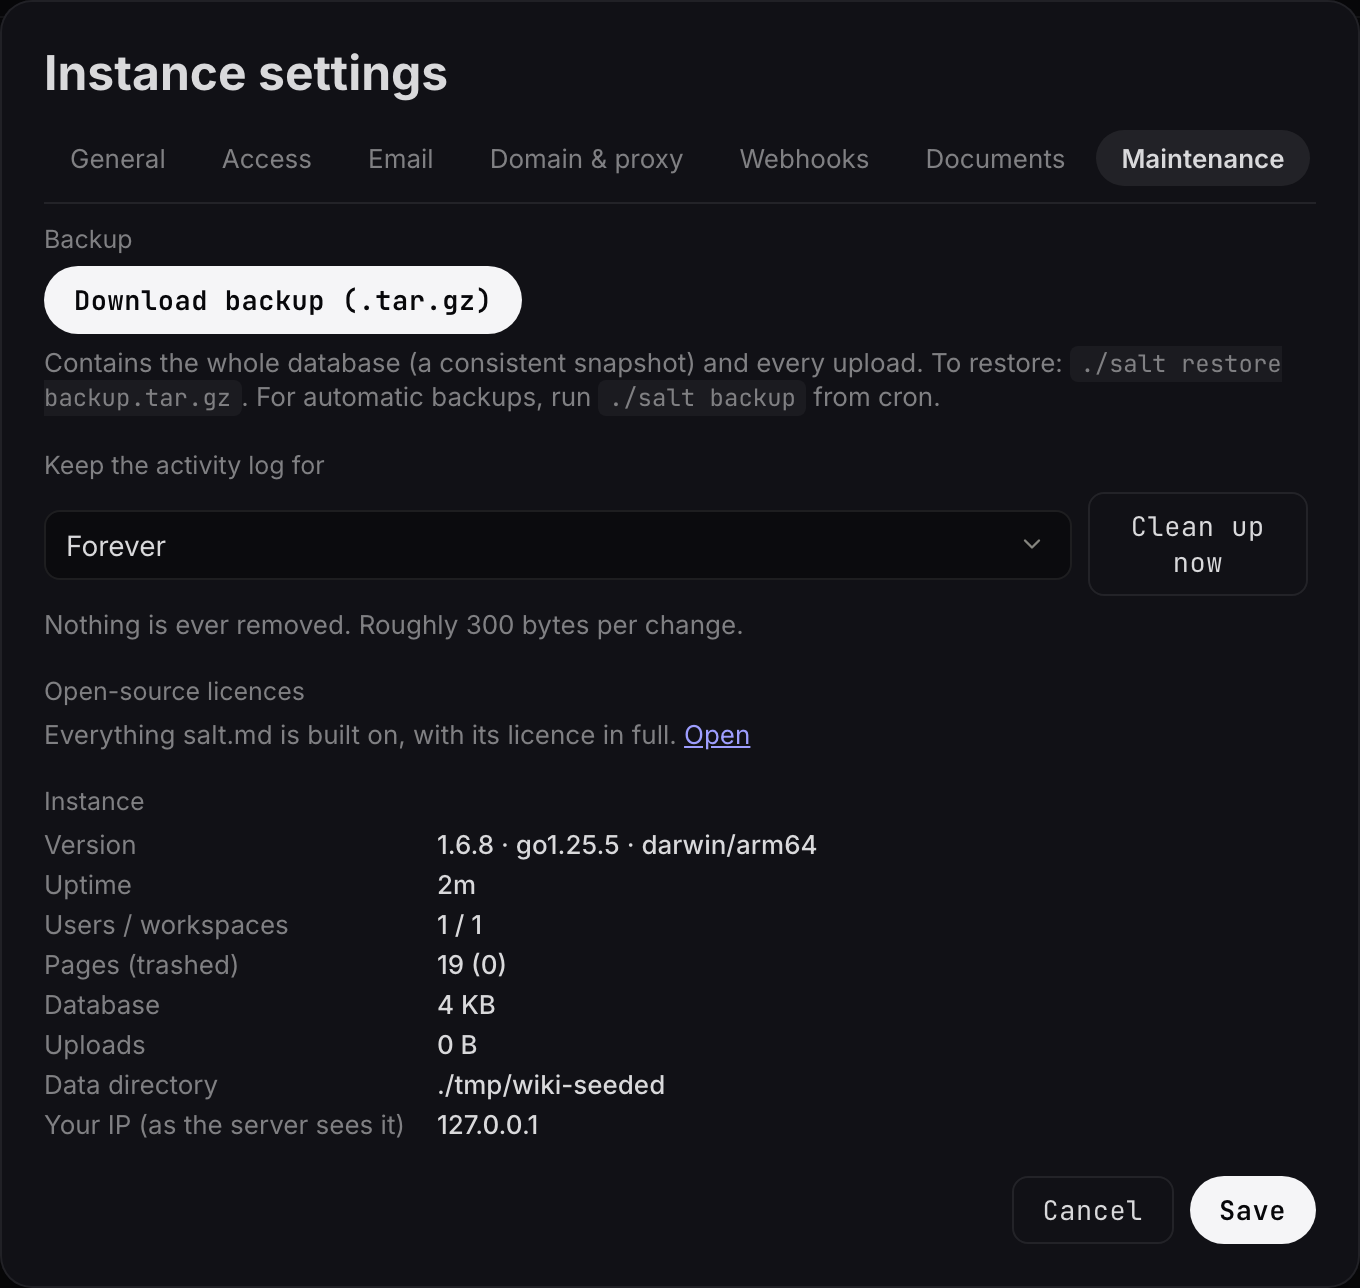 Instance settings
General Access Email Domain & proxy Webhooks Documents Maintenance
Backup
Download backup (.tar.gz)
Contains the whole database (a consistent snapshot) and every upload. To restore: ./salt restore
backup.tar.gz. For automatic backups, run ./salt backup from cron.
Keep the activity log for
Forever
Clean up
now
Nothing is ever removed. Roughly 300 bytes per change.
Open-source licences
Everything salt.md is built on, with its licence in full. Open
Instance
Version 1.6.8 · go1.25.5 · darwin/arm64
Uptime 2m
Users / workspaces 1 / 1
Pages (trashed) 19 (0)
Database 4 KB
Uploads 0 B
Data directory ./tmp/wiki-seeded
Your IP (as the server sees it) 127.0.0.1
Cancel Save